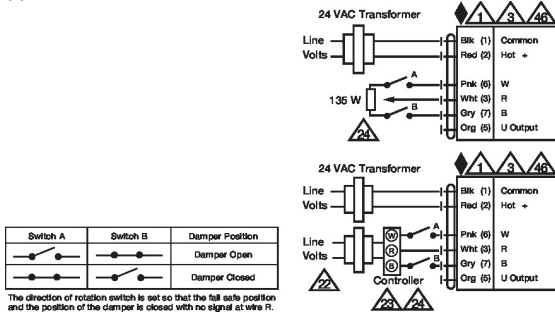 24 VAC Transformer
1 3 46
Line
Volts
Blk (1) Common
Red (2) Hot +
A
Pnk (6) W
135 W
Wht (3) R
B
Gry (7) B
24
Org (5) U Output
24 VAC Transformer
1 3 46
Line
Volts
Blk (1) Common
Red (2) Hot +
A
W
Pnk (6) W
Line
Volts
R
Wht (3) R
B
B
Gry (7) B
22
Controller
Org (5) U Output
23 24
Switch A Switch B Damper Position
Damper Open
Damper Closed
The direction of rotation switch is set so that the fail safe position
and the position of the damper is closed with no signal at wire R.